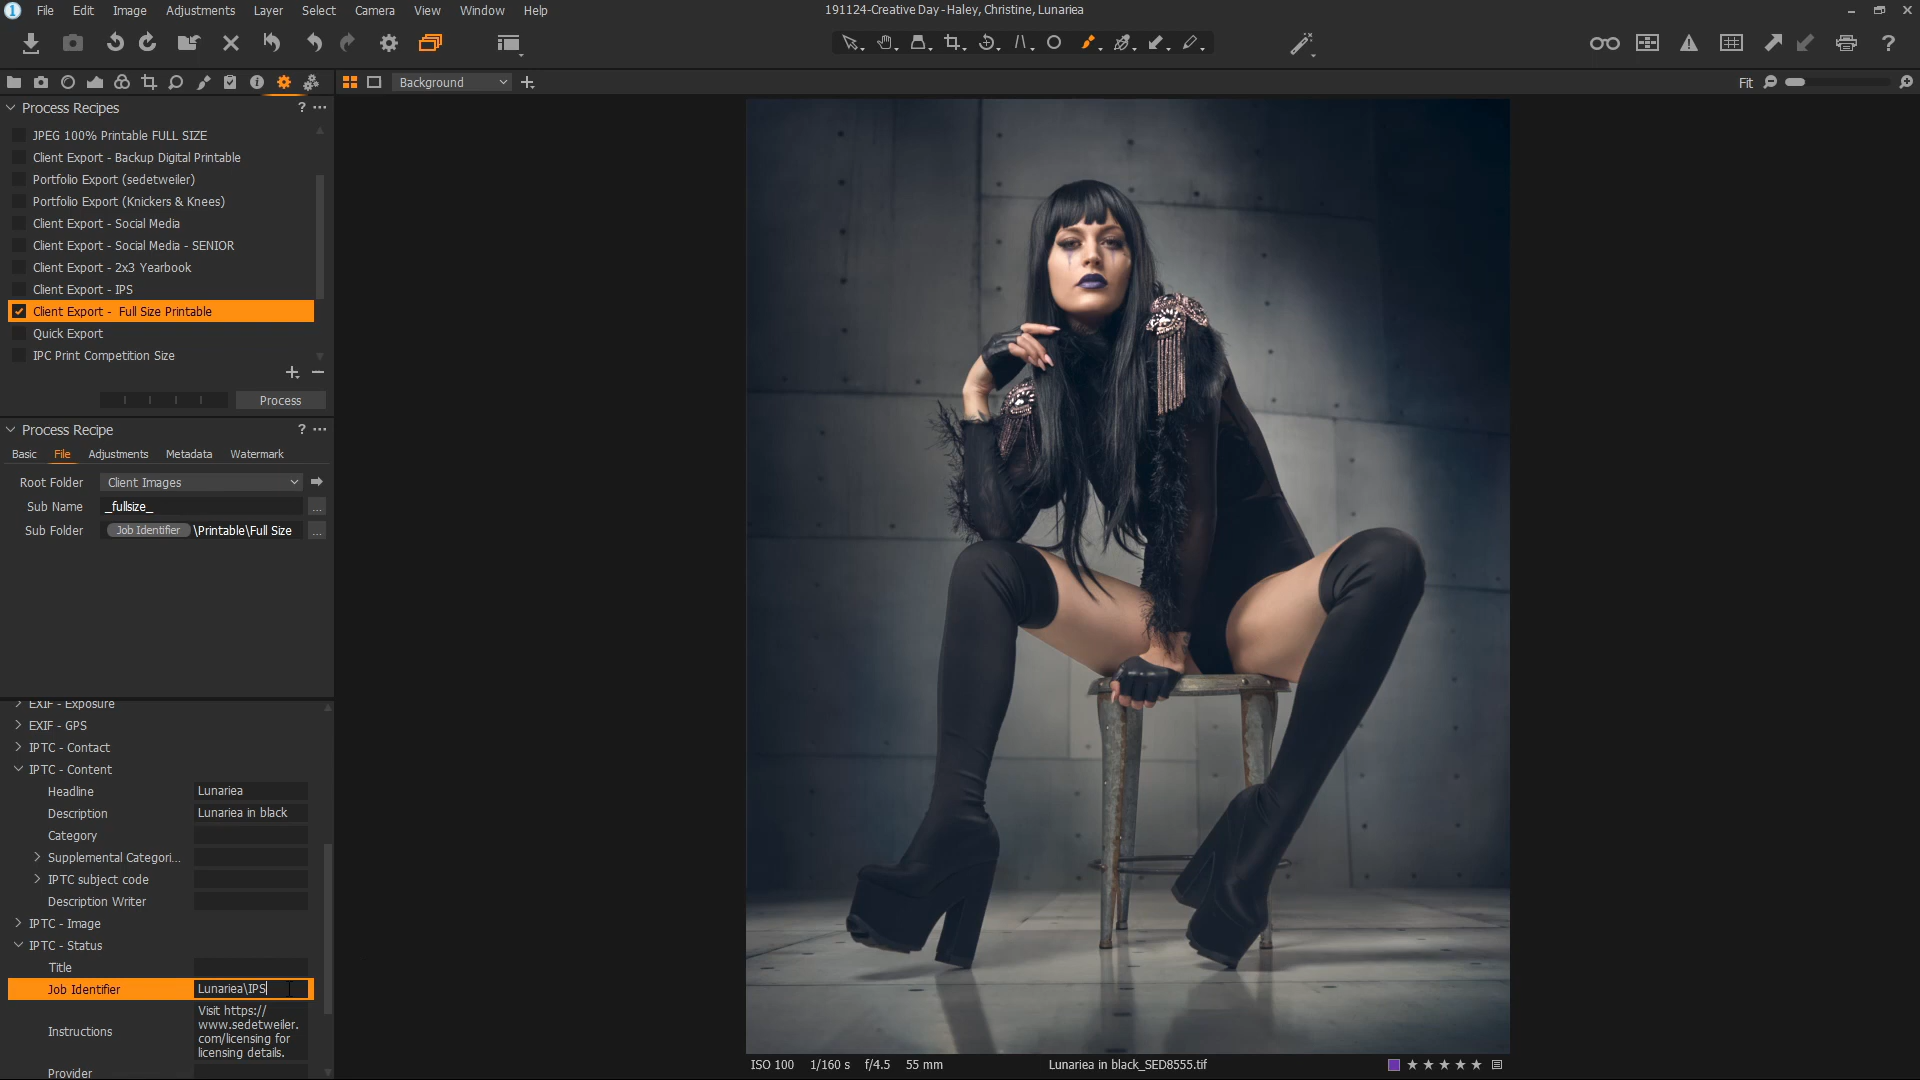 File Edit Image Adjustments Layer Select Camera View Window Help
191124-Creative Day - Haley, Christine, Lunariea
Background
Fit
Process Recipes
JPEG 100% Printable FULL SIZE
Client Export - Backup Digital Printable
Portfolio Export (sedetweiler)
Portfolio Export (Knickers & Knees)
Client Export - Social Media
Client Export - Social Media - SENIOR
Client Export - 2x3 Yearbook
Client Export - IPS
Client Export - Full Size Printable
Quick Export
IPC Print Competition Size
Process
Process Recipe
Basic File Adjustments Metadata Watermark
Root Folder Client Images
Sub Name _fullsize_
Sub Folder Job Identifier \Printable\Full Size
EXIF - Exposure
EXIF - GPS
IPTC - Contact
IPTC - Content
Headline Lunariea
Description Lunariea in black
Category
Supplemental Categori...
IPTC subject code
Description Writer
IPTC - Image
IPTC - Status
Title
Job Identifier Lunariea\IPS
Instructions
Visit https://
www.sedetweiler.
com/licensing for
licensing details.
Provider
ISO 100 1/160 s f/4.5 55 mm
Lunariea in black_SED8555.tif